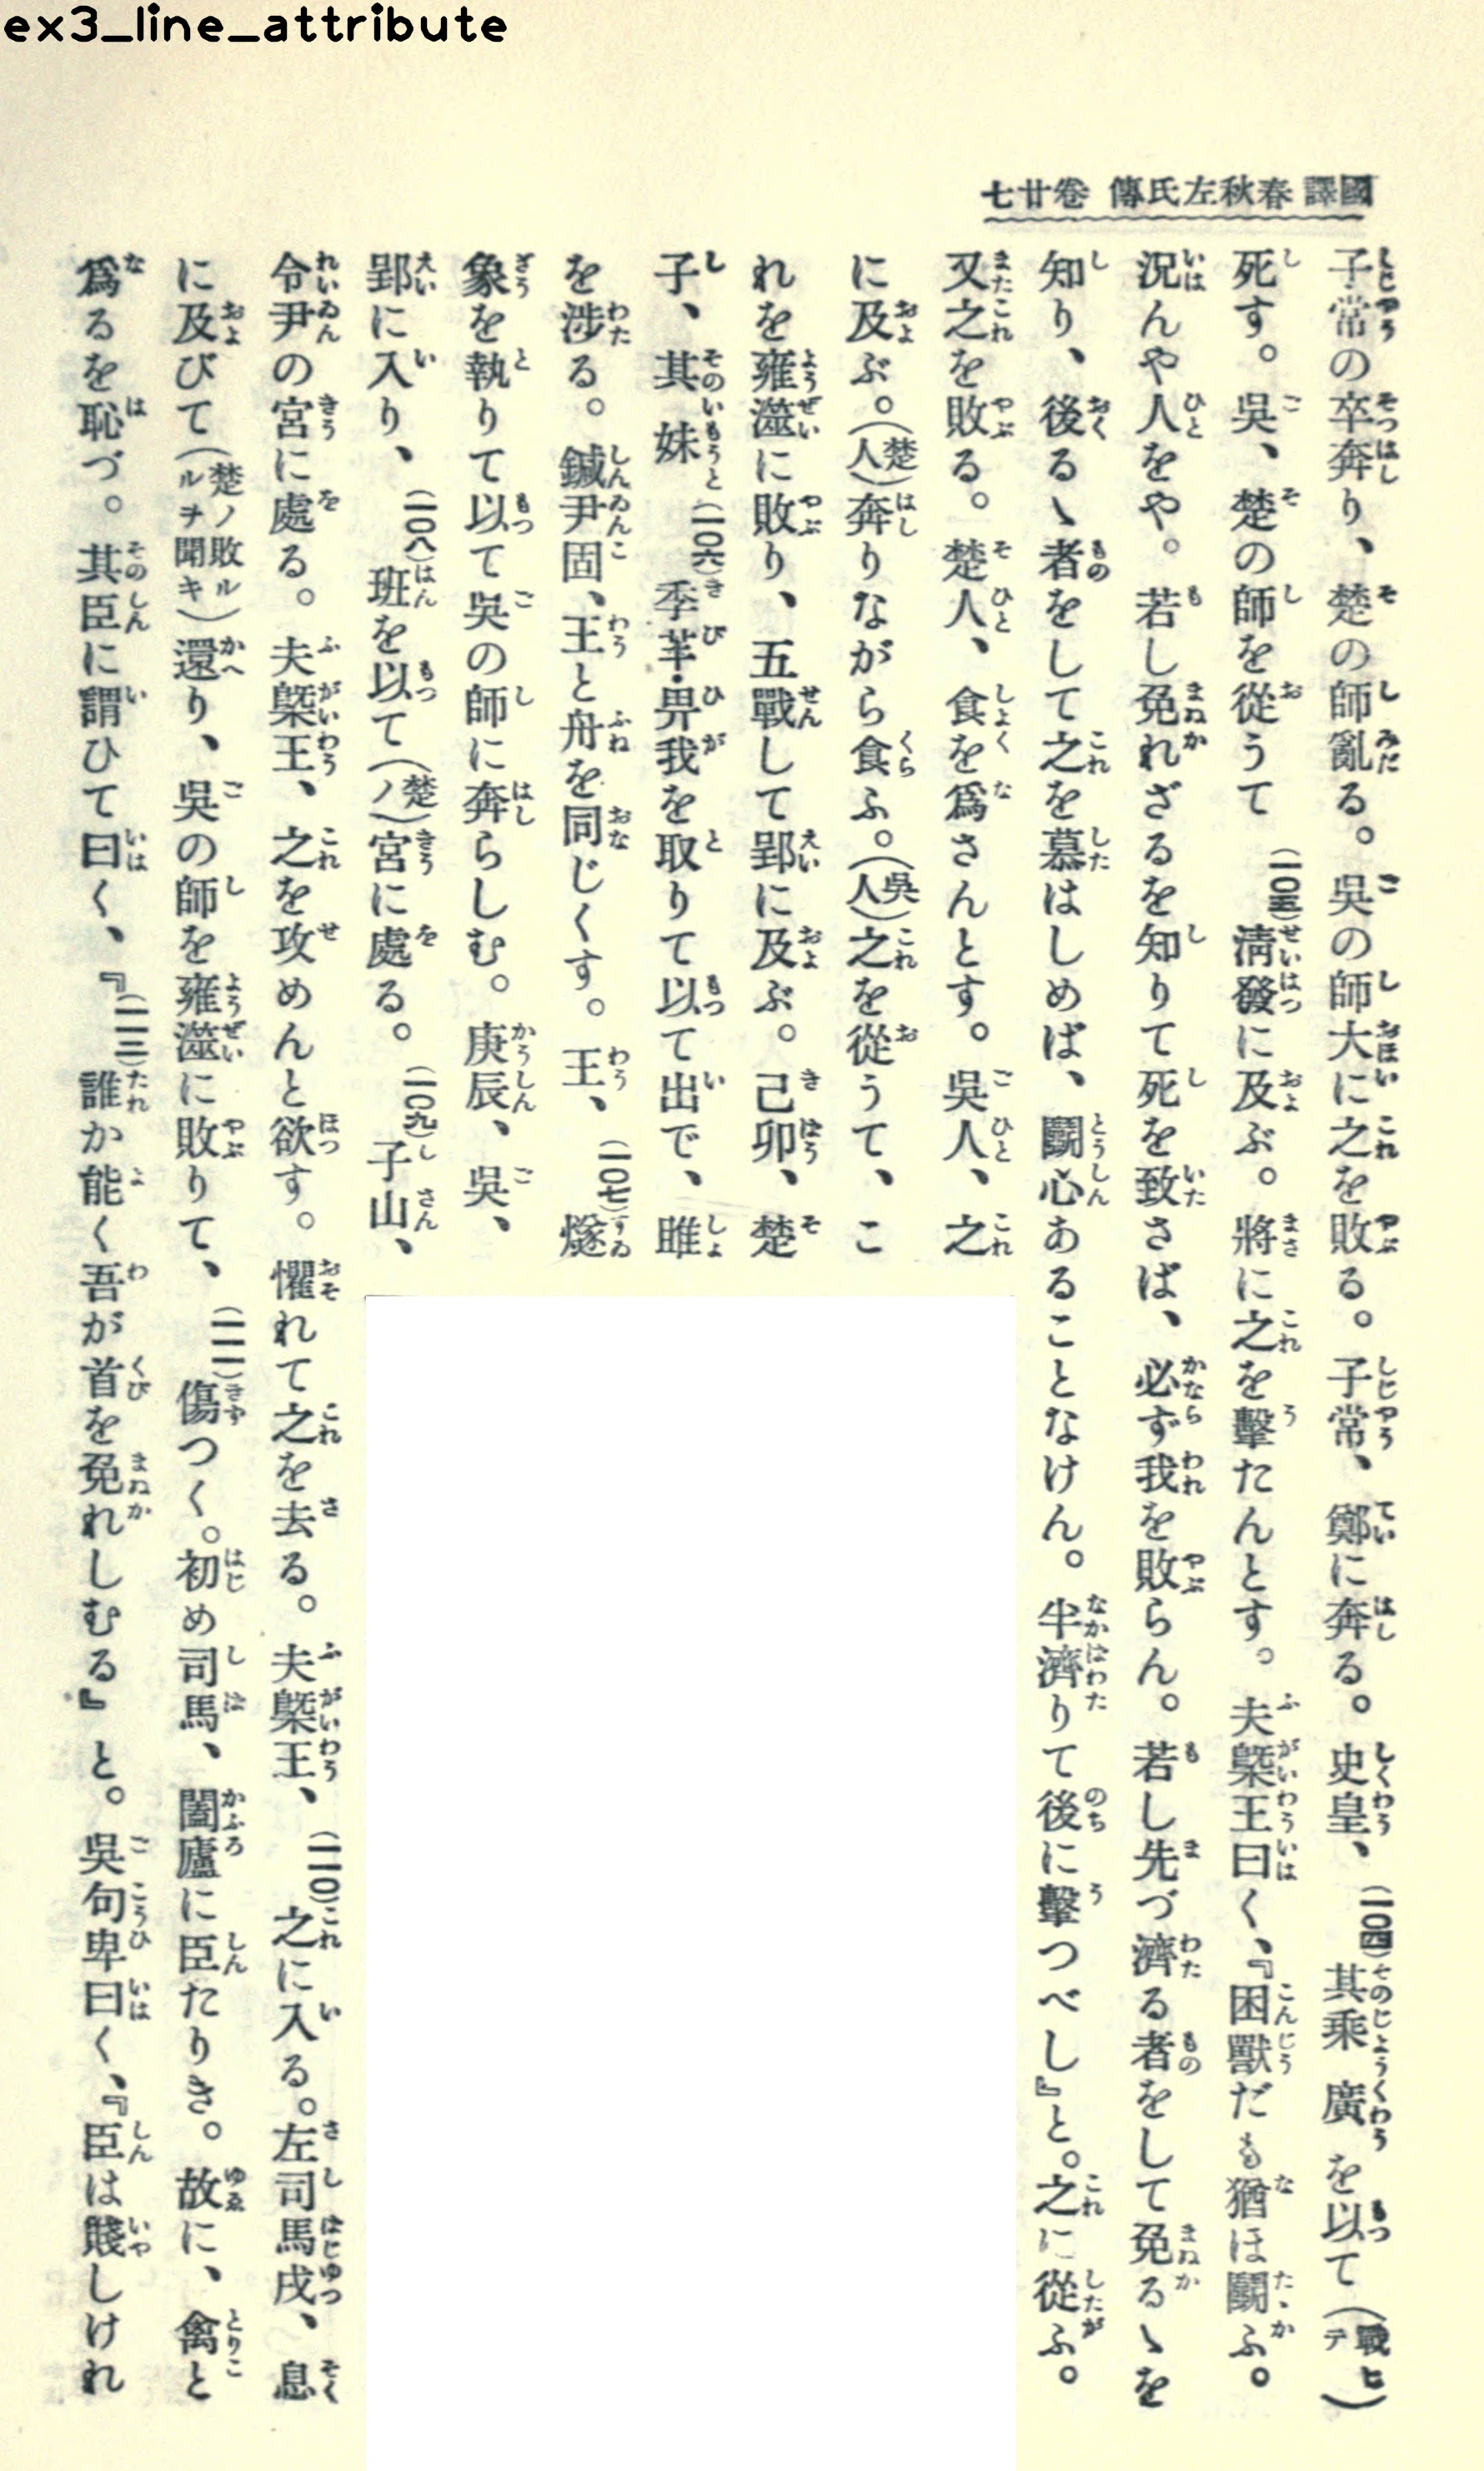 ex3_line_attribute
國譯春秋左氏傳 卷廿七
子常の卒奔り、楚の師亂る。吳の師大に之を敗る。子常、鄭に奔る。史皇、(一〇四)其乘廣を以て(戰ヒテ)
死す。吳、楚の師を從うて(一〇五)淸發に及ぶ。將に之を擊たんとす。夫槩王曰く、『困獸だも猶ほ鬪ふ。
況んや人をや。若し免れざるを知りて死を致さば、必ず我を敗らん。若し先づ濟る者をして免るゝを
知り、後るゝ者をして之を慕はしめば、鬪心あることなけん。半濟りて後に擊つべし』と。之に從ふ。
又之を敗る。楚人、食を爲さんとす。吳人、之
に及ぶ。(楚人)奔りながら食ふ。(吳人)之を從うて、こ
れを雍澨に敗り、五戰して郢に及ぶ。己卯、楚
子、其妹(一〇六)季羋・畀我を取りて以て出で、雎
を涉る。鍼尹固、王と舟を同じくす。王、(一〇七)燧
象を執りて以て吳の師に奔らしむ。庚辰、吳、
郢に入り、(一〇八)班を以て(楚ノ)宮に處る。(一〇九)子山、
令尹の宮に處る。夫槩王、之を攻めんと欲す。懼れて之を去る。夫槩王、(一一〇)之に入る。左司馬戌、息
に及びて(楚ノ敗ルルヲ聞キ)還り、吳の師を雍澨に敗りて、(一一一)傷つく。初め司馬、闔廬に臣たりき。故に、禽と
爲るを恥づ。其臣に謂ひて曰く、『(一一二)誰か能く吾が首を免れしむる』と。吳句卑曰く、『臣は賤しけれ